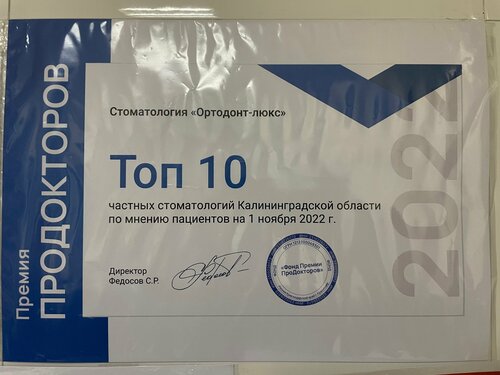 Премия
ПРОДОКТОРОВ
Стоматология «Ортодонт-люкс»
Топ 10
частных стоматологий Калининградской области
по мнению пациентов на 1 ноября 2022 г.
Директор
Федосов С.Р.
«Фонд Премии
ПроДокторов»
2022